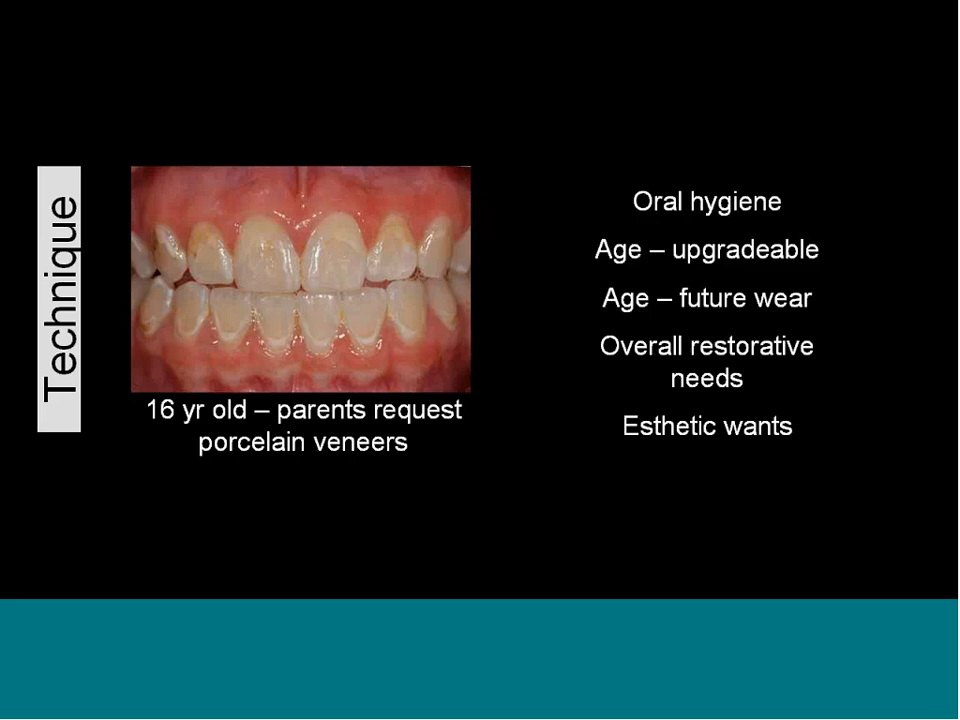 Technique
16 yr old – parents request
porcelain veneers
Oral hygiene
Age – upgradeable
Age – future wear
Overall restorative
needs
Esthetic wants